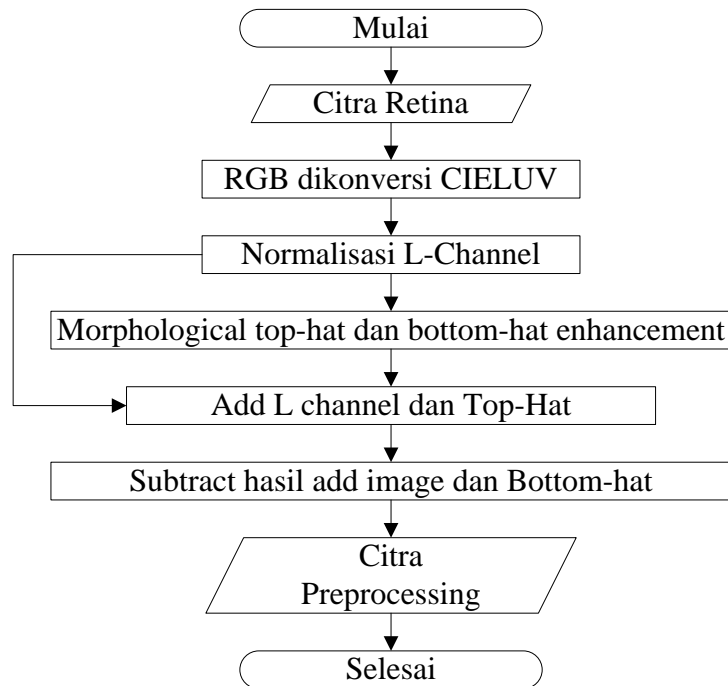 Mulai
Citra Retina
RGB dikonversi CIELUV
Normalisasi L-Channel
Morphological top-hat dan bottom-hat enhancement
Add L channel dan Top-Hat
Subtract hasil add image dan Bottom-hat
Citra
Preprocessing
Selesai